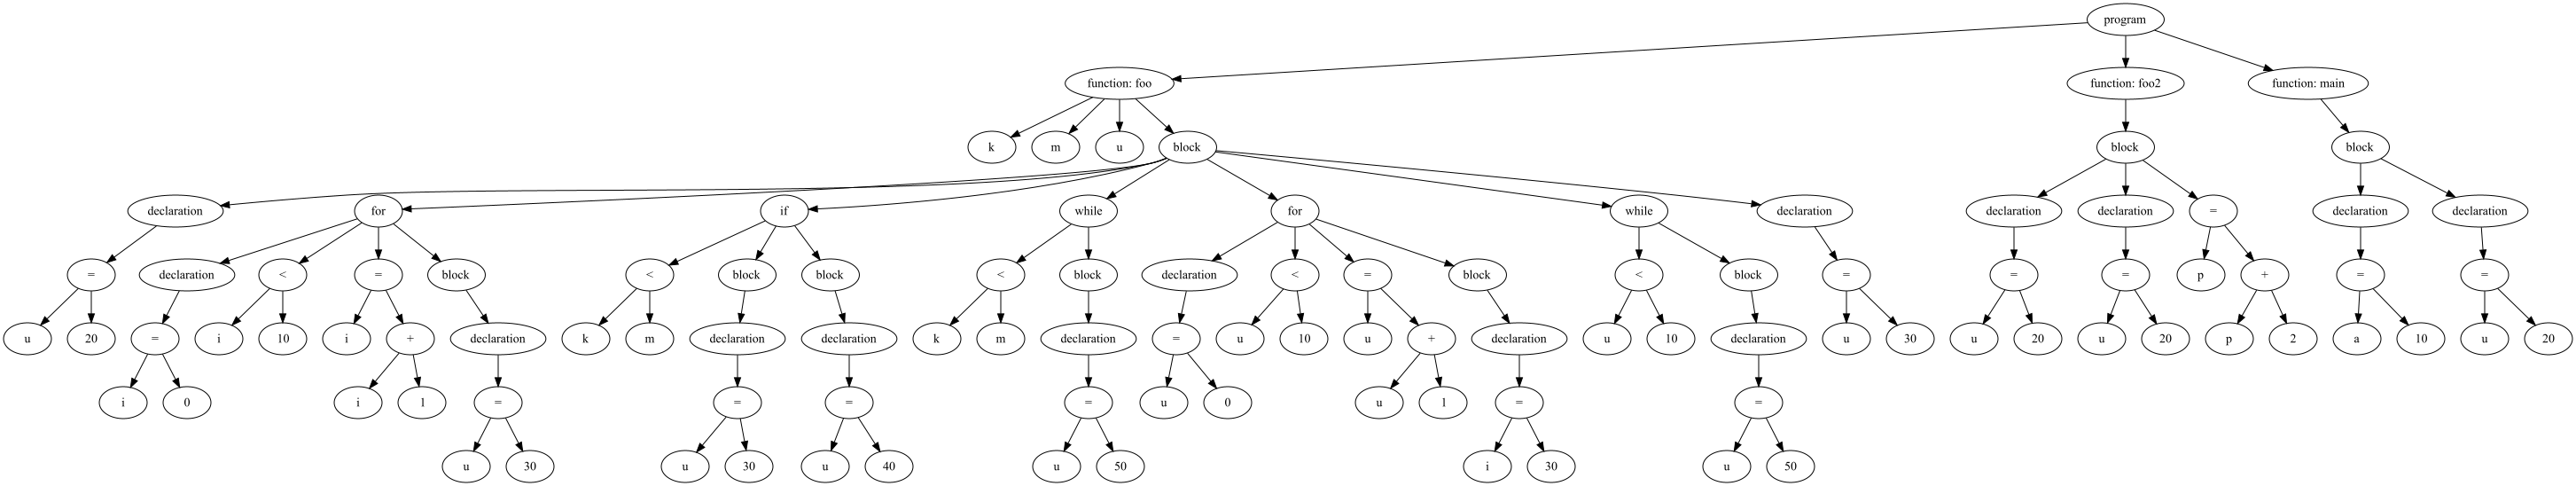 program
function: foo function: foo2 function: main
k m u block block block
declaration for if while for while declaration declaration declaration = declaration declaration
= declaration < = block < block block < block declaration < = block < block = = = p + = =
u 20 = i 10 i + declaration k m declaration declaration k m declaration = u 10 u + declaration u 10 declaration u 30 u 20 u 20 p 2 a 10 u 20
i 0 i 1 = = = = u 0 u 1 = =
u 30 u 30 u 40 u 50 i 30 u 50